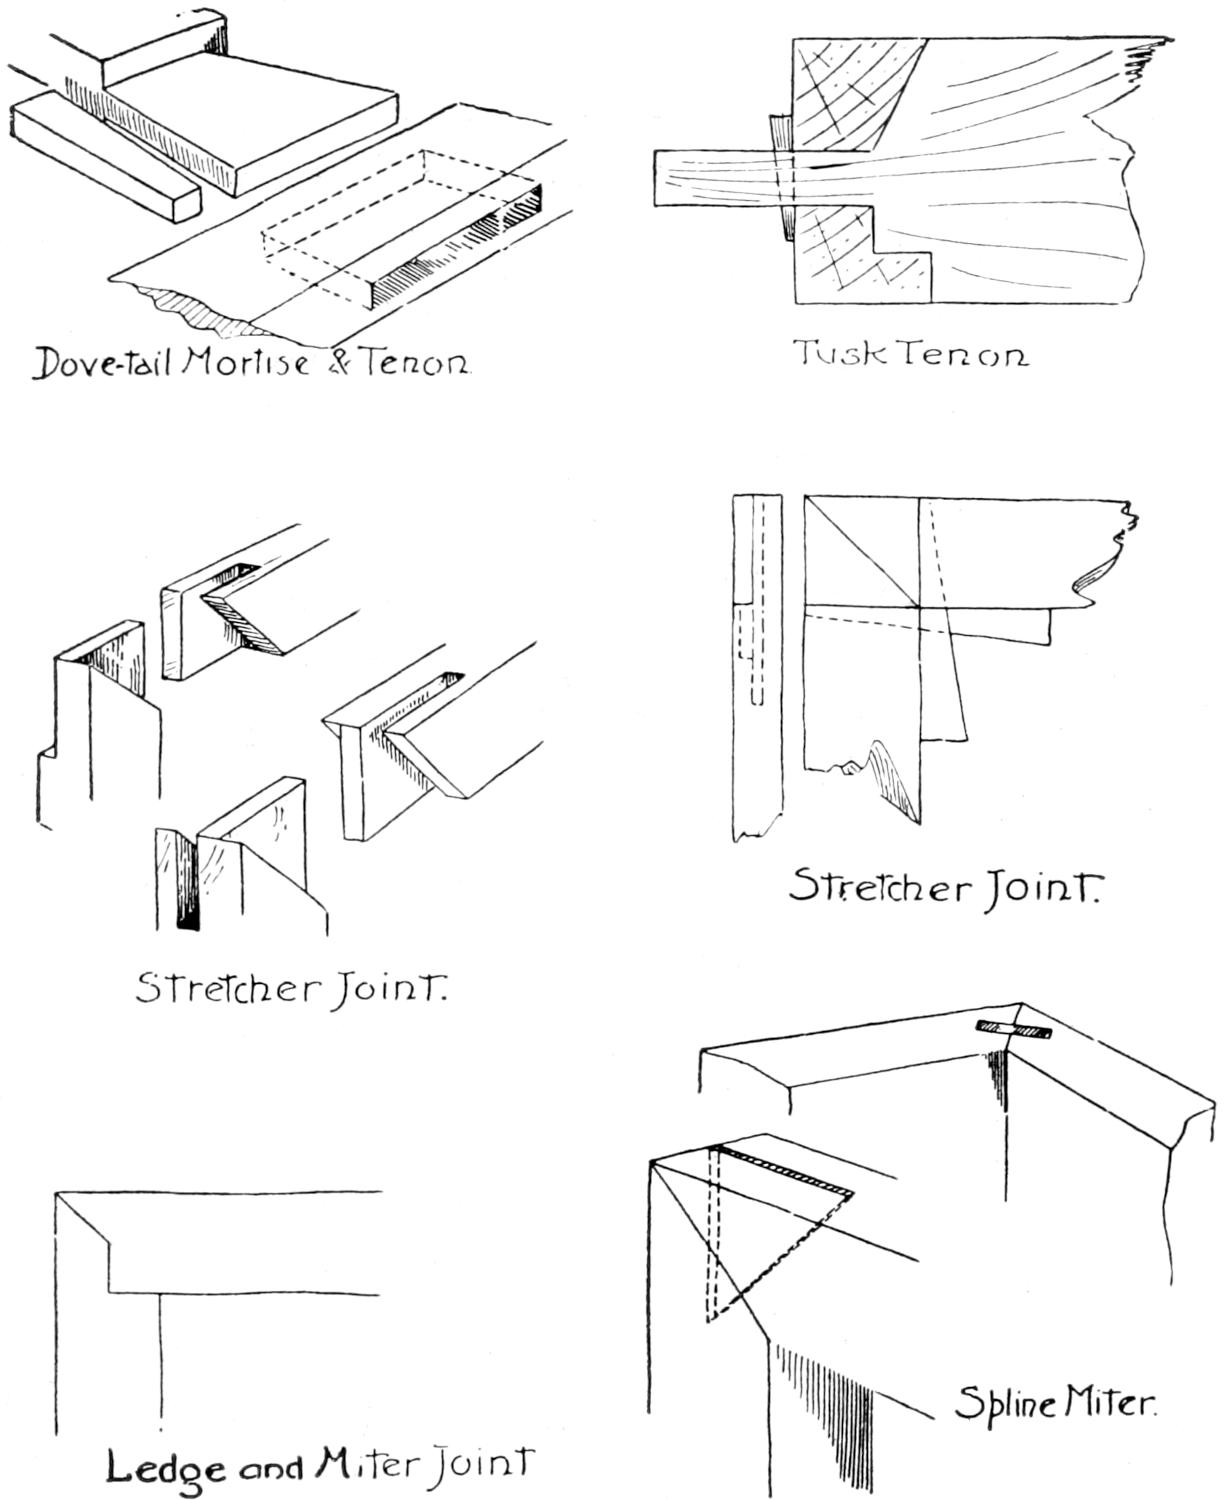 Dove-tail Mortise & Tenon.
Tusk Tenon
Stretcher Joint.
Stretcher Joint.
Ledge and Miter Joint
Spline Miter.